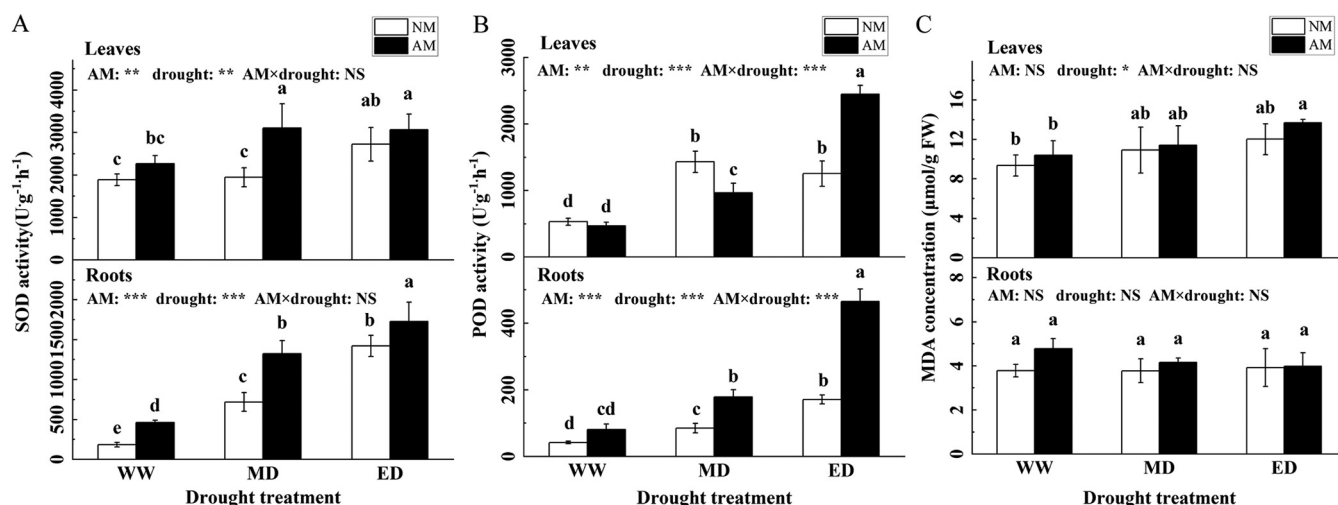 A
NM
AM
Leaves
AM: ** drought: ** AM×drought: NS
SOD activity(U·g-1·h-1)
4000
3000
2000
1000
0
c
bc
c
a
ab
a
Roots
AM: *** drought: *** AM×drought: NS
2000
1500
1000
500
0
e
d
c
b
b
a
WW MD ED
Drought treatment
B
NM
AM
Leaves
AM: ** drought: *** AM×drought: ***
POD activity (U·g-1·h-1)
3000
2000
1000
0
d
d
b
c
b
a
Roots
AM: *** drought: *** AM×drought: ***
400
200
0
d
cd
c
b
b
a
WW MD ED
Drought treatment
C
NM
AM
Leaves
AM: NS drought: * AM×drought: NS
MDA concentration (μmol/g FW)
16
12
8
4
0
b
b
ab
ab
ab
a
Roots
AM: NS drought: NS AM×drought: NS
8
6
4
2
0
a
a
a
a
a
a
WW MD ED
Drought treatment